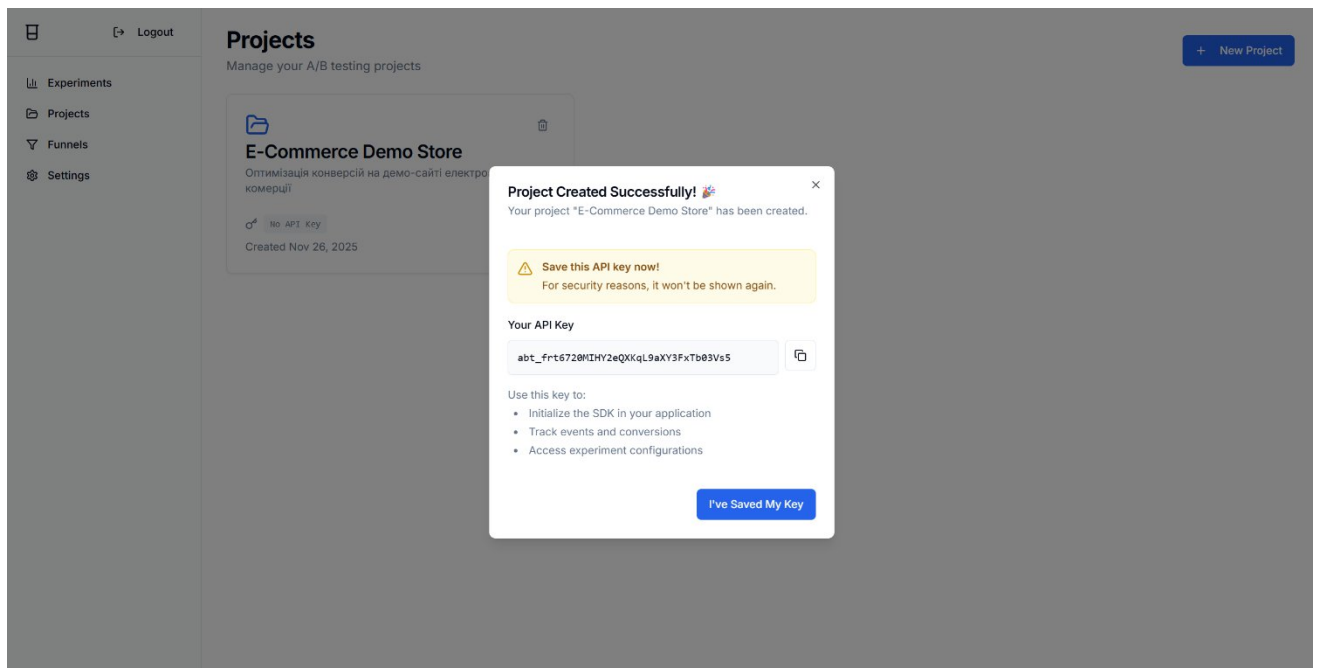 Logout
Experiments
Projects
Funnels
Settings
Projects
Manage your A/B testing projects
+ New Project
E-Commerce Demo Store
Оптимізація конверсій на демо-сайті електро
комерції
No API Key
Created Nov 26, 2025
Project Created Successfully! 🎉
Your project "E-Commerce Demo Store" has been created.
Save this API key now!
For security reasons, it won't be shown again.
Your API Key
abt_frt6720MIHY2eQXKqL9aXY3FxTb03Vs5
Use this key to:
• Initialize the SDK in your application
• Track events and conversions
• Access experiment configurations
I've Saved My Key